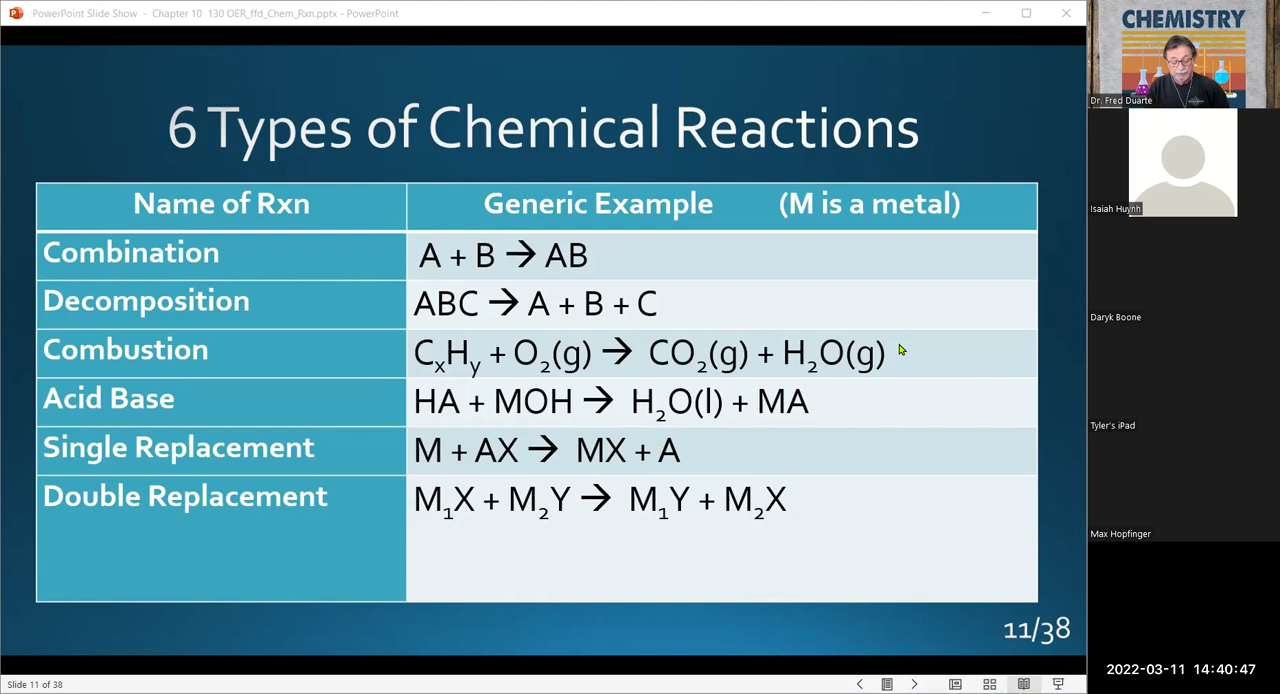 PowerPoint Slide Show - Chapter 10 130 OER_ffd_Chem_Rxn.pptx - PowerPoint
6 Types of Chemical Reactions
Name of Rxn Generic Example (M is a metal)
Combination A + B → AB
Decomposition ABC → A + B + C
Combustion CₓHᵧ + O₂(g) → CO₂(g) + H₂O(g)
Acid Base HA + MOH → H₂O(l) + MA
Single Replacement M + AX → MX + A
Double Replacement M₁X + M₂Y → M₁Y + M₂X
11/38
Slide 11 of 38
CHEMISTRY
Dr. Fred Duarte
Isaiah Huynh
Daryk Boone
Tyler's iPad
Max Hopfinger
2022-03-11 14:40:47